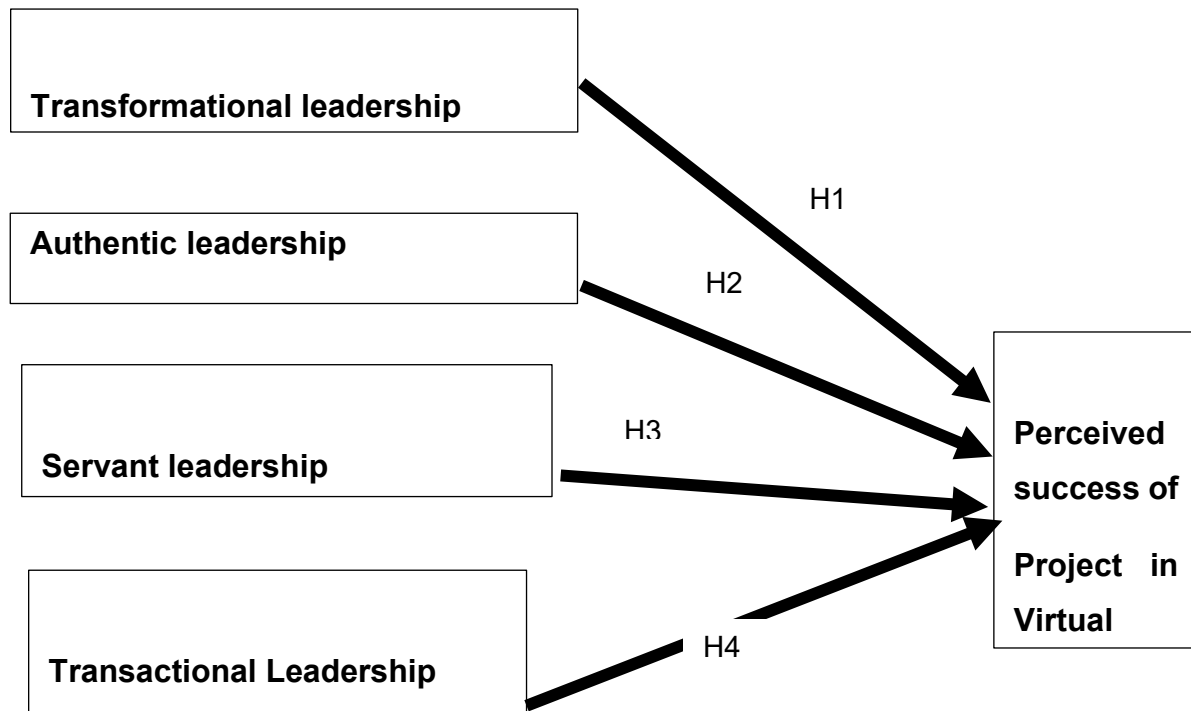 Transformational leadership
H1
Authentic leadership
H2
H3
Servant leadership
Perceived
success of
Project in
Virtual
H4
Transactional Leadership